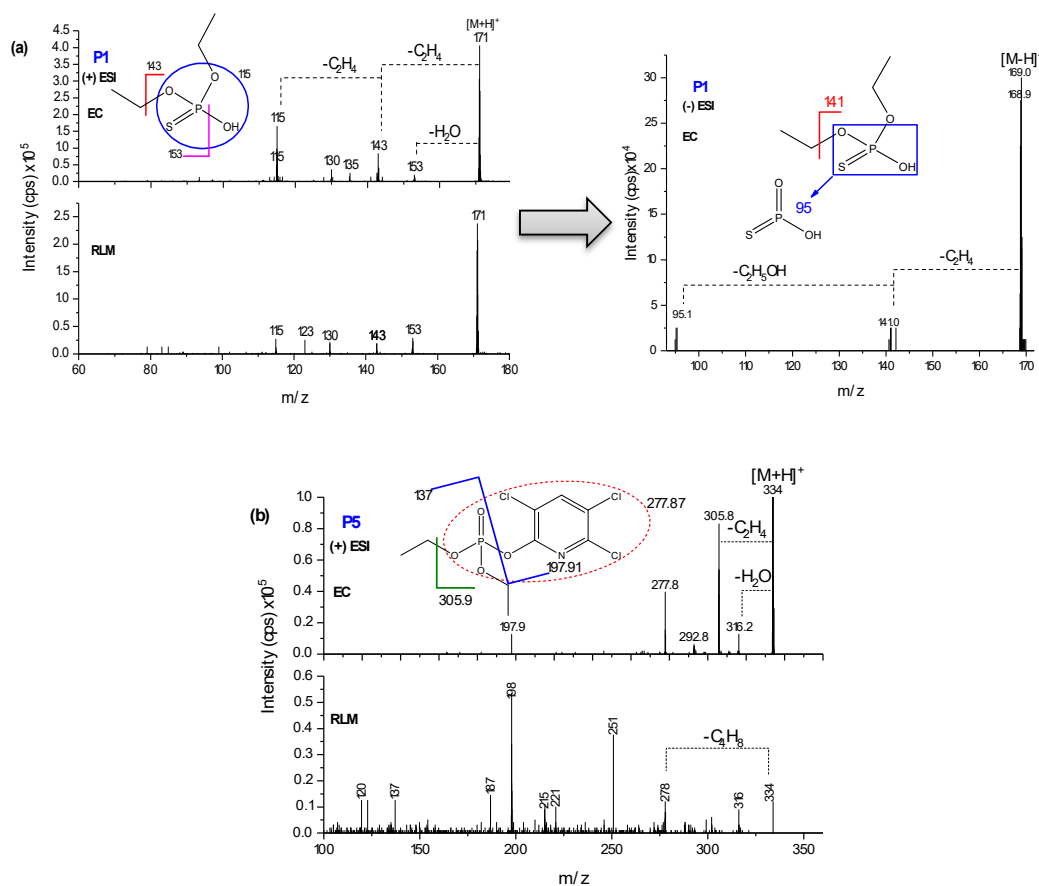 (a)
P1
(+) ESI
EC
143
115
153
O
O
P
S
OH
[M+H]+
171
-C2H4
-C2H4
-H2O
115
115
130
135
143
153
4.5
4.0
3.5
3.0
2.5
2.0
1.5
1.0
0.5
0.0
Intensity (cps) x10^5
RLM
171
115
123
130
143
153
2.5
2.0
1.5
1.0
0.5
0.0
60 80 100 120 140 160 180
m/z
P1
(-) ESI
EC
[M-H]-
169.0
168.9
141
O
O
P
S
OH
95
O
P
S
OH
-C2H5OH
-C2H4
95.1
141.0
30
25
20
15
10
5
0
Intensity (cps) x10^4
100 110 120 130 140 150 160 170
m/z
(b)
P5
(+) ESI
EC
137
277.87
Cl
Cl
Cl
N
O
P
O
O
O
197.91
305.9
[M+H]+
334
305.8
-C2H4
-H2O
277.8
316.2
292.8
197.9
1.0
0.8
0.6
0.4
0.2
0.0
Intensity (cps) x10^5
RLM
198
251
-C4H8
120
137
187
215
221
278
316
334
0.6
0.5
0.4
0.3
0.2
0.1
0.0
100 150 200 250 300 350
m/z